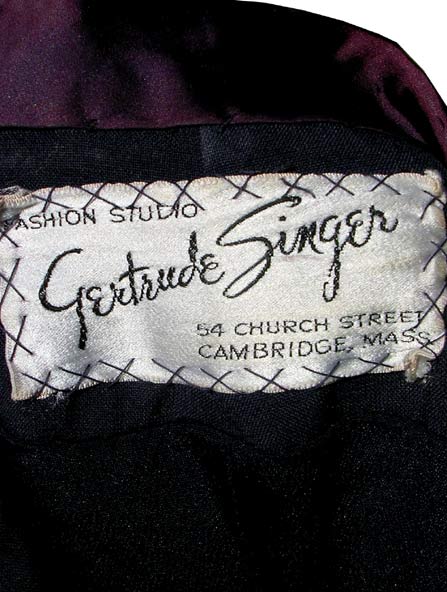 FASHION STUDIO
Gertrude Singer
54 CHURCH STREET
CAMBRIDGE, MASS